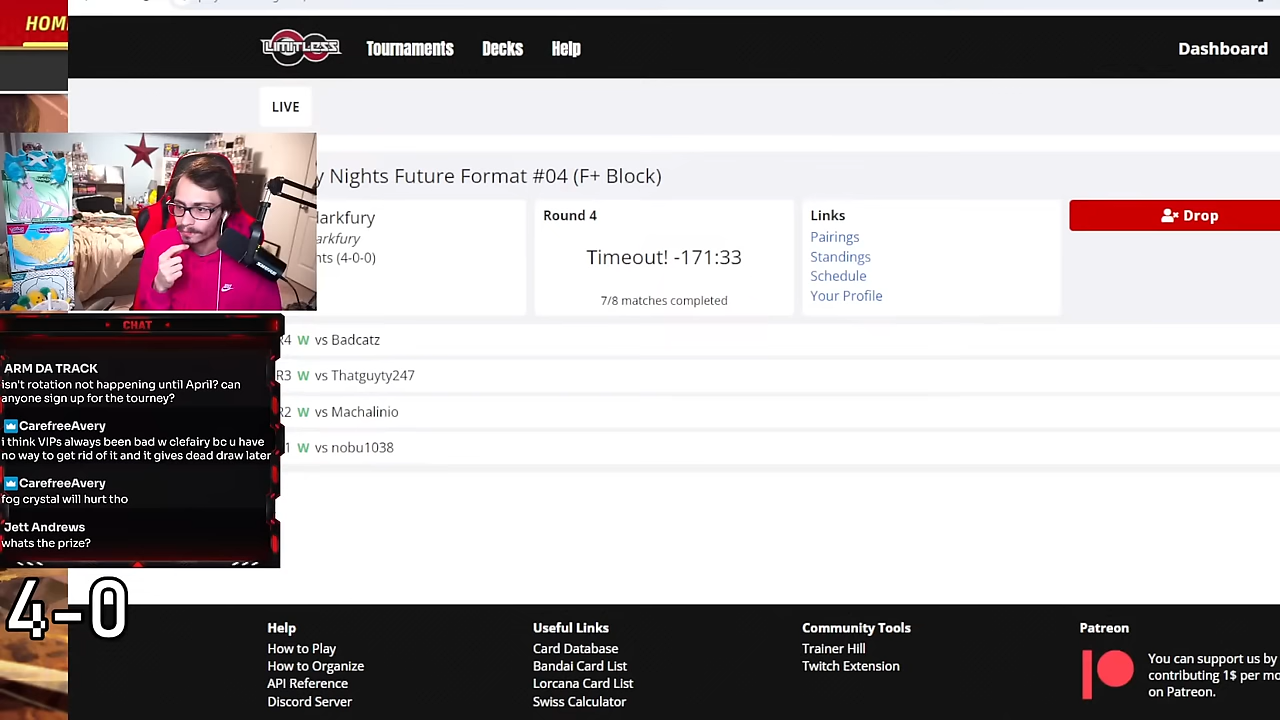 HOM
LIMITLESS
Tournaments
Decks
Help
Dashboard
LIVE
y Nights Future Format #04 (F+ Block)
darkfury
arkfury
nts (4-0-0)
Round 4
Timeout! -171:33
7/8 matches completed
Links
Pairings
Standings
Schedule
Your Profile
Drop
R4 W vs Badcatz
R3 W vs Thatguyty247
R2 W vs Machalinio
1 W vs nobu1038
CHAT
ARM DA TRACK
isn't rotation not happening until April? can
anyone sign up for the tourney?
CarefreeAvery
i think VIPs always been bad w clefairy bc u have
no way to get rid of it and it gives dead draw later
CarefreeAvery
fog crystal will hurt tho
Jett Andrews
whats the prize?
4-0
Help
How to Play
How to Organize
API Reference
Discord Server
Useful Links
Card Database
Bandai Card List
Lorcana Card List
Swiss Calculator
Community Tools
Trainer Hill
Twitch Extension
Patreon
You can support us by
contributing 1$ per mo
on Patreon.